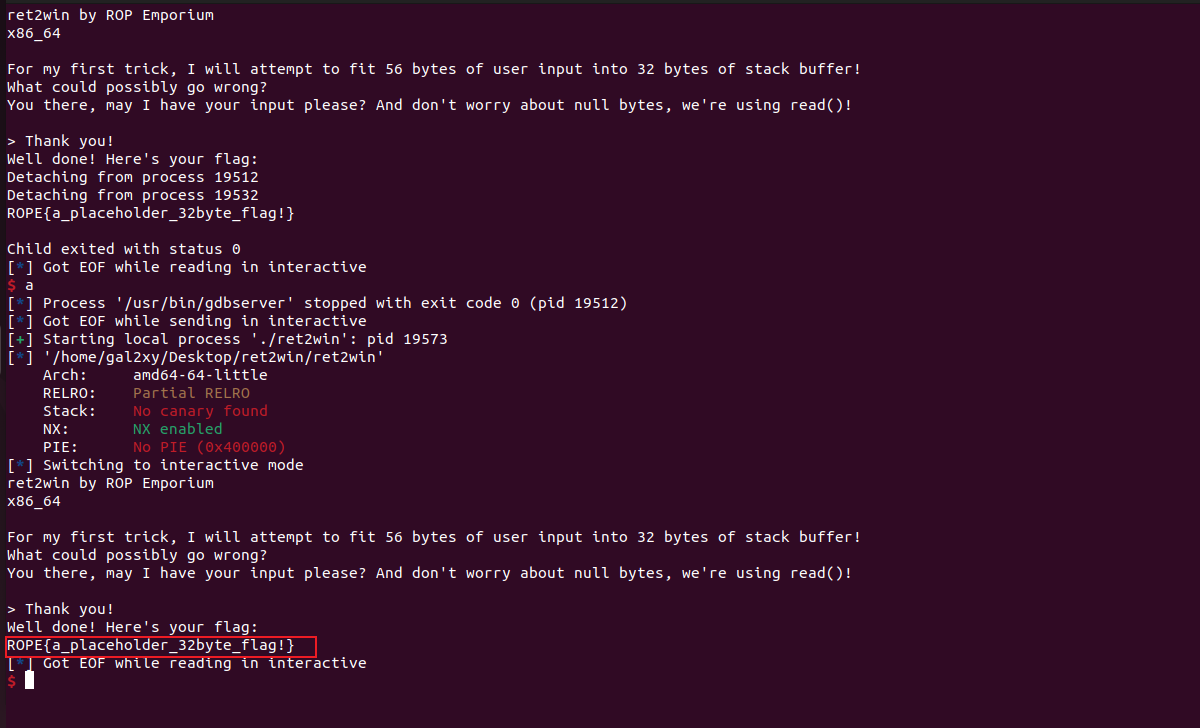 ret2win by ROP Emporium
x86_64
For my first trick, I will attempt to fit 56 bytes of user input into 32 bytes of stack buffer!
What could possibly go wrong?
You there, may I have your input please? And don't worry about null bytes, we're using read()!
> Thank you!
Well done! Here's your flag:
Detaching from process 19512
Detaching from process 19532
ROPE{a_placeholder_32byte_flag!}
Child exited with status 0
[*] Got EOF while reading in interactive
$ a
[*] Process '/usr/bin/gdbserver' stopped with exit code 0 (pid 19512)
[*] Got EOF while sending in interactive
[+] Starting local process './ret2win': pid 19573
[*] '/home/gal2xy/Desktop/ret2win/ret2win'
    Arch:     amd64-64-little
    RELRO:    Partial RELRO
    Stack:    No canary found
    NX:       NX enabled
    PIE:      No PIE (0x400000)
[*] Switching to interactive mode
ret2win by ROP Emporium
x86_64
For my first trick, I will attempt to fit 56 bytes of user input into 32 bytes of stack buffer!
What could possibly go wrong?
You there, may I have your input please? And don't worry about null bytes, we're using read()!
> Thank you!
Well done! Here's your flag:
ROPE{a_placeholder_32byte_flag!}
[*] Got EOF while reading in interactive
$